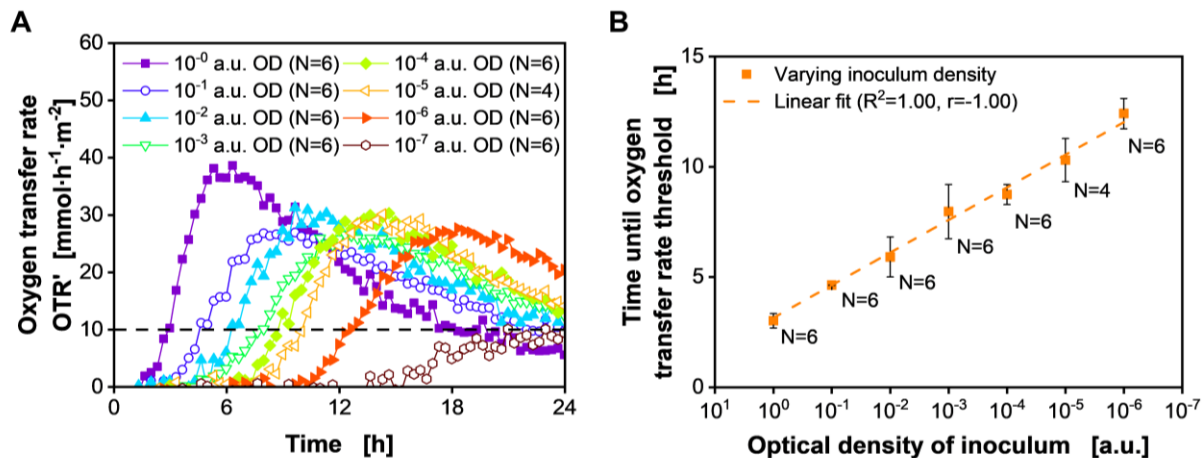 A
Oxygen transfer rate
OTR' [mmol·h⁻¹·m⁻²]
60
50
40
30
20
10
0
10⁻⁰ a.u. OD (N=6)
10⁻¹ a.u. OD (N=6)
10⁻² a.u. OD (N=6)
10⁻³ a.u. OD (N=6)
10⁻⁴ a.u. OD (N=6)
10⁻⁵ a.u. OD (N=4)
10⁻⁶ a.u. OD (N=6)
10⁻⁷ a.u. OD (N=6)
0 6 12 18 24
Time [h]
B
Time until oxygen
transfer rate threshold [h]
15
10
5
0
Varying inoculum density
Linear fit (R²=1.00, r=-1.00)
N=6
N=6
N=6
N=6
N=6
N=4
N=6
10¹ 10⁰ 10⁻¹ 10⁻² 10⁻³ 10⁻⁴ 10⁻⁵ 10⁻⁶ 10⁻⁷
Optical density of inoculum [a.u.]